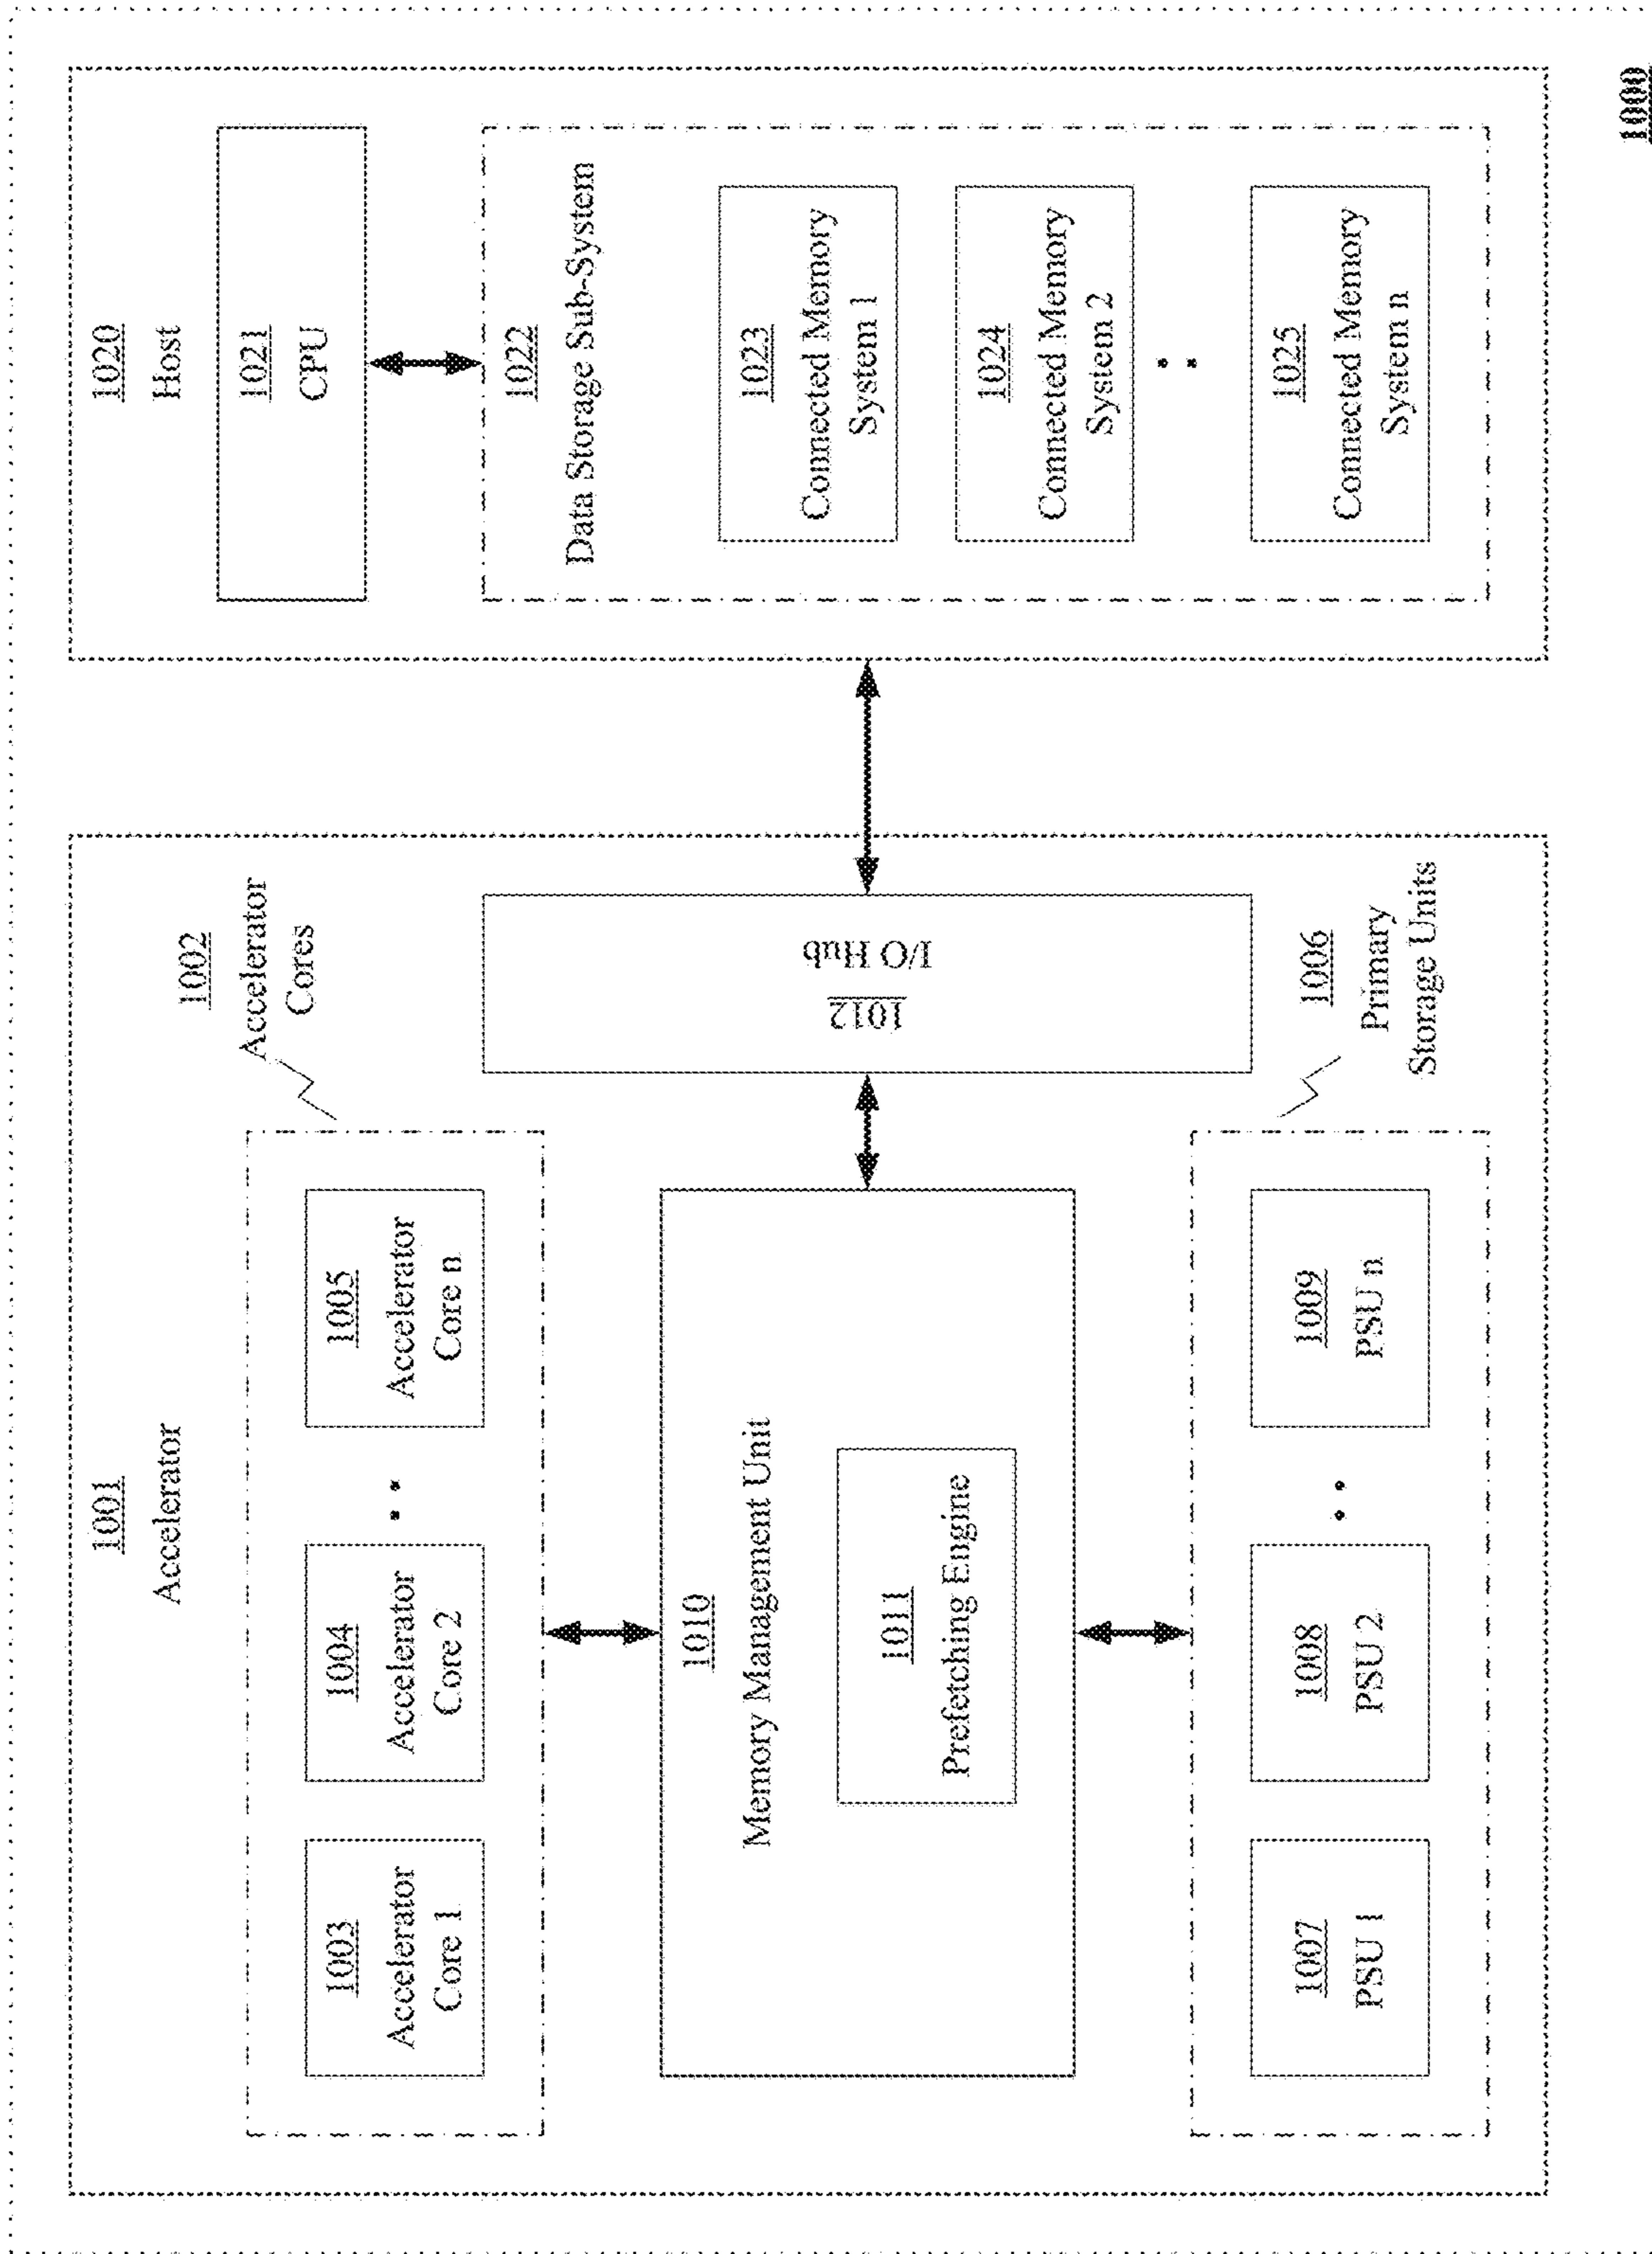 1001
Accelerator
1002
Accelerator
Cores
1003
Accelerator
Core 1
1004
Accelerator
Core 2
1005
Accelerator
Core n
1010
Memory Management Unit
1011
Prefetching Engine
1012
I/O Hub
1006
Primary
Storage Units
1007
PSU 1
1008
PSU 2
1009
PSU n
1020
Host
1021
CPU
1022
Data Storage Sub-System
1023
Connected Memory
System 1
1024
Connected Memory
System 2
1025
Connected Memory
System n
1000